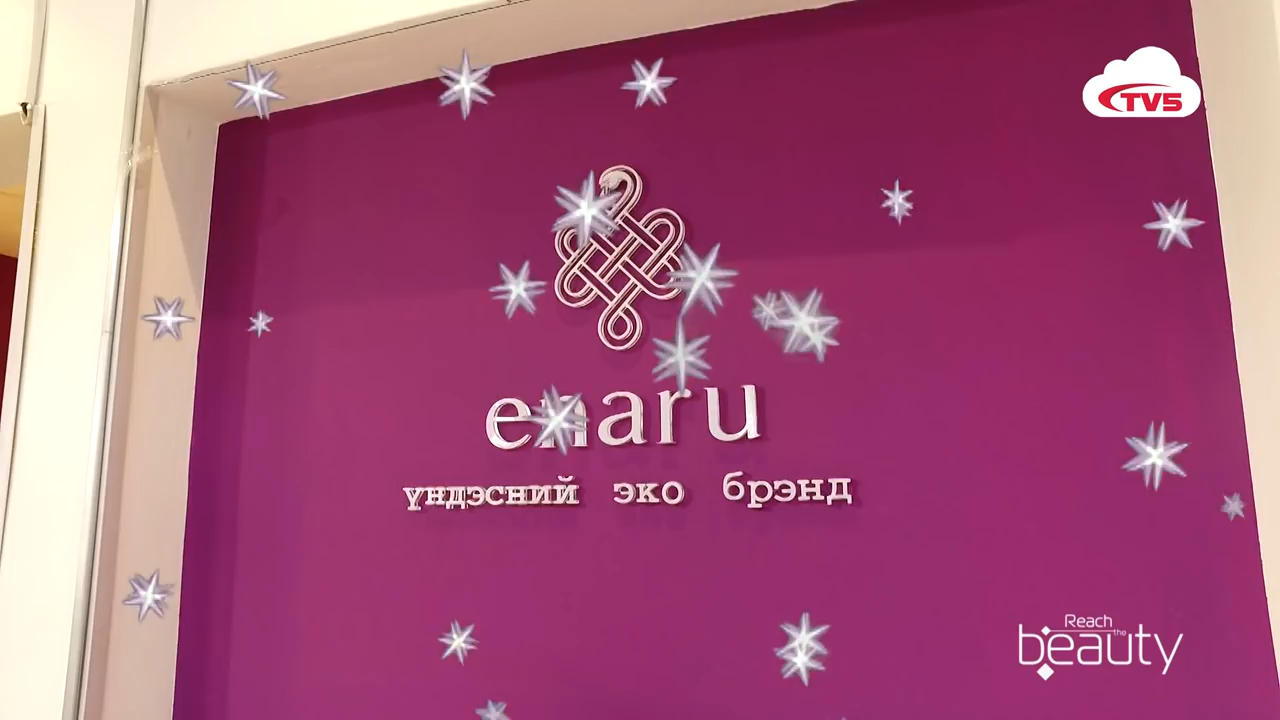 TV5
enaru
үндэсний эко брэнд
Reach
the
beauty